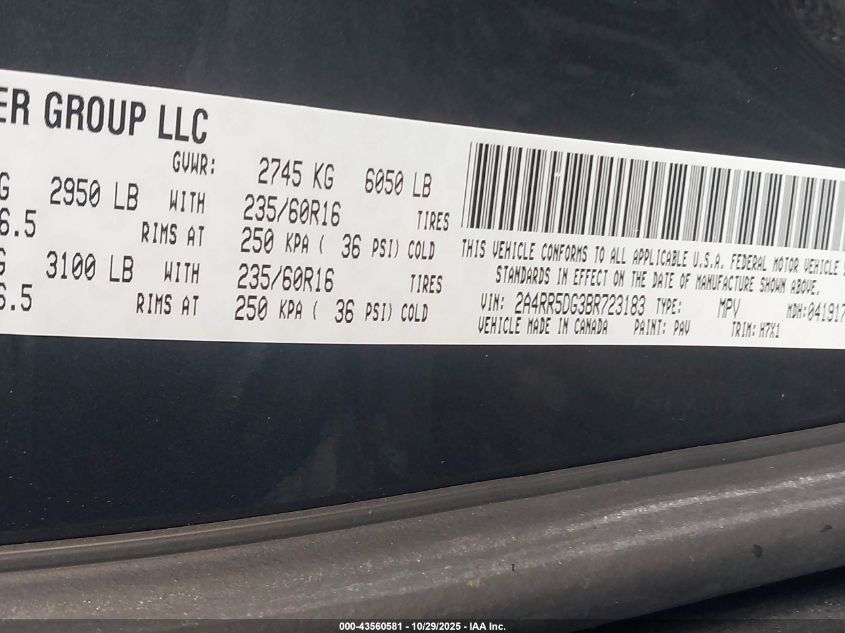 ER GROUP LLC
GVWR: 2745 KG 6050 LB
G 2950 LB WITH 235/60R16 TIRES
6.5 RIMS AT 250 KPA ( 36 PSI) COLD
G 3100 LB WITH 235/60R16 TIRES
6.5 RIMS AT 250 KPA ( 36 PSI) COLD
THIS VEHICLE CONFORMS TO ALL APPLICABLE U.S.A. FEDERAL MOTOR VEHICLE S
STANDARDS IN EFFECT ON THE DATE OF MANUFACTURE SHOWN ABOVE.
VIN: 2A4RR5DG3BR723183 TYPE: MPV MDH: 041917
VEHICLE MADE IN CANADA PAINT: PAV TRIM: H7X1
000-43560581 - 10/29/2025 - IAA Inc.